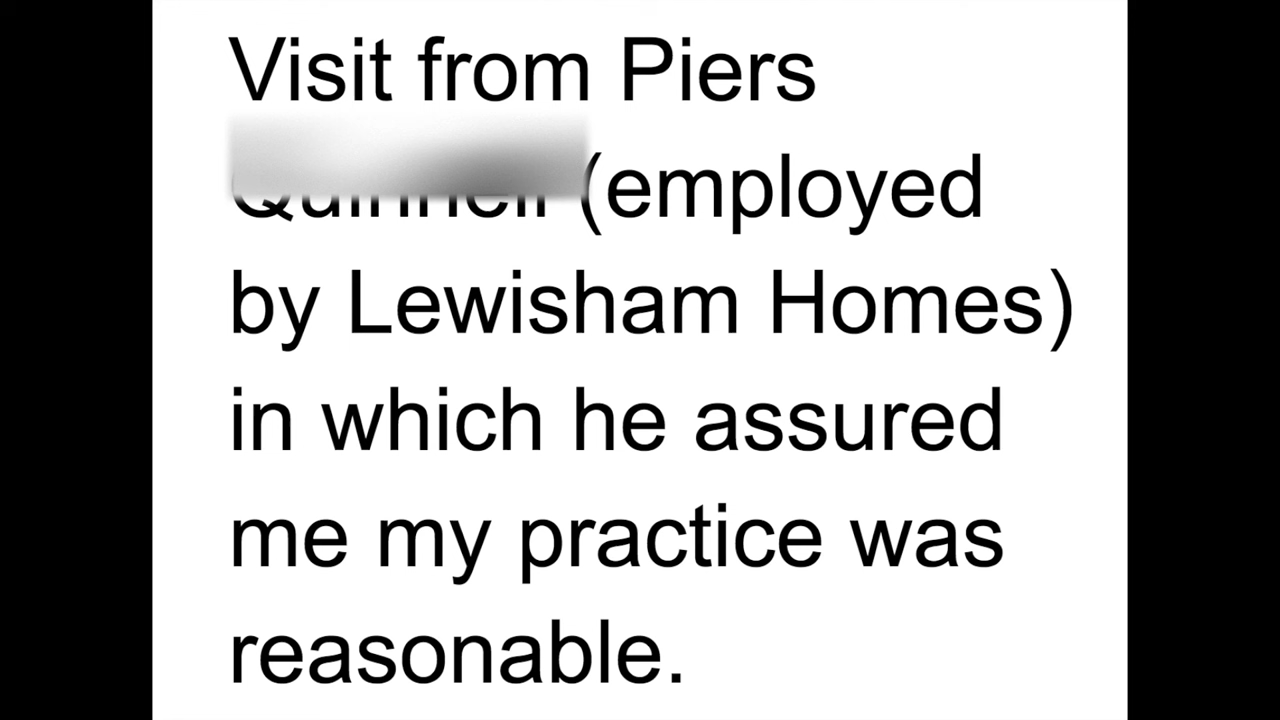 Visit from Piers
(employed
by Lewisham Homes)
in which he assured
me my practice was
reasonable.